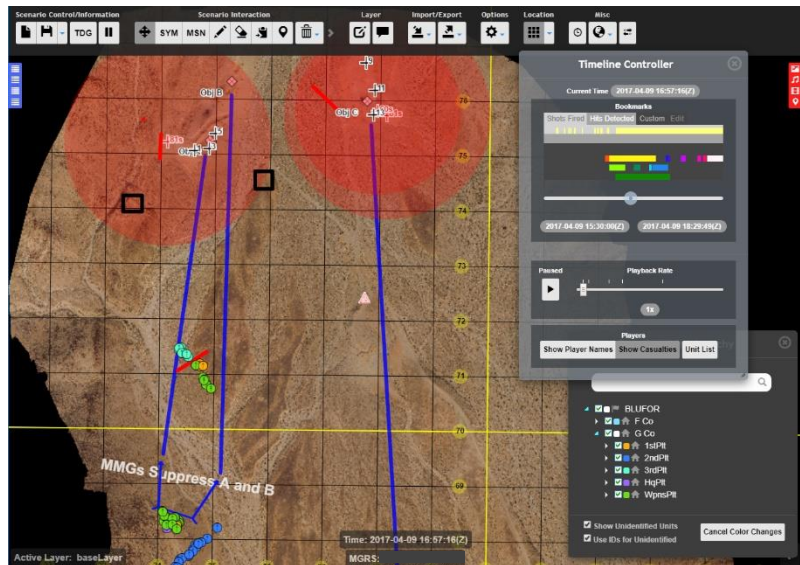 Scenario Control/Information
Scenario Interaction
Layer
Import/Export
Options
Location
Misc
TDG
SYM
MSN
Timeline Controller
Current Time 2017-04-09 16:57:16(Z)
Bookmarks
Shots Fired Hits Detected Custom Edit
2017-04-09 15:30:00(Z) 2017-04-09 18:29:49(Z)
Paused
Playback Rate
1x
Players
Show Player Names Show Casualties Unit List
BLUFOR
F Co
G Co
1stPlt
2ndPlt
3rdPlt
HqPlt
WpnsPlt
Show Unidentified Units
Use IDs for Unidentified
Cancel Color Changes
Obj B
Obj C
76
75
74
73
72
71
70
69
MMGs Suppress A and B
Time: 2017-04-09 16:57:16(Z)
MGRS:
Active Layer: baseLayer